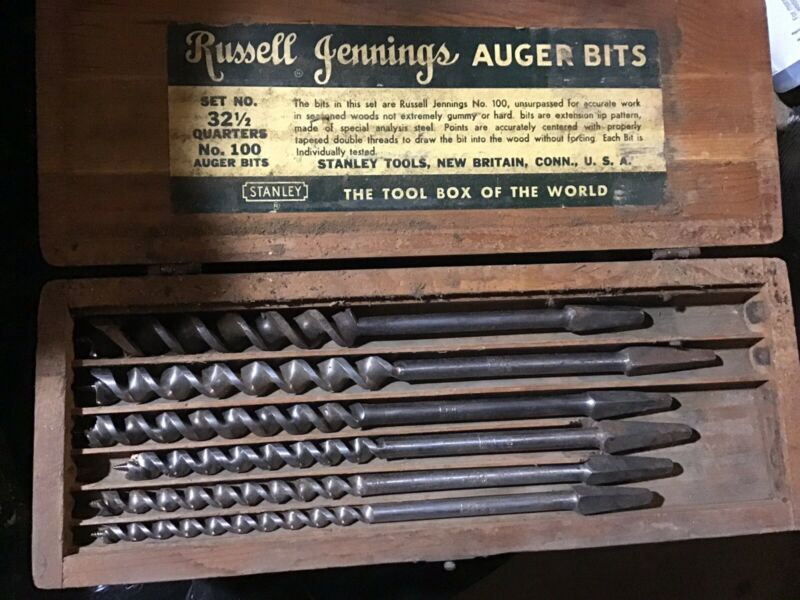 Russell Jennings AUGER BITS
®
SET NO.
32½
QUARTERS
No. 100
AUGER BITS
The bits in this set are Russell Jennings No. 100, unsurpassed for accurate work
in seasoned woods not extremely gummy or hard. bits are extension lip pattern,
made of special analysis steel. Points are accurately centered with properly
tapered double threads to draw the bit into the wood without forcing. Each Bit is
Individually tested.
STANLEY TOOLS, NEW BRITAIN, CONN., U. S. A.
STANLEY
®
THE TOOL BOX OF THE WORLD